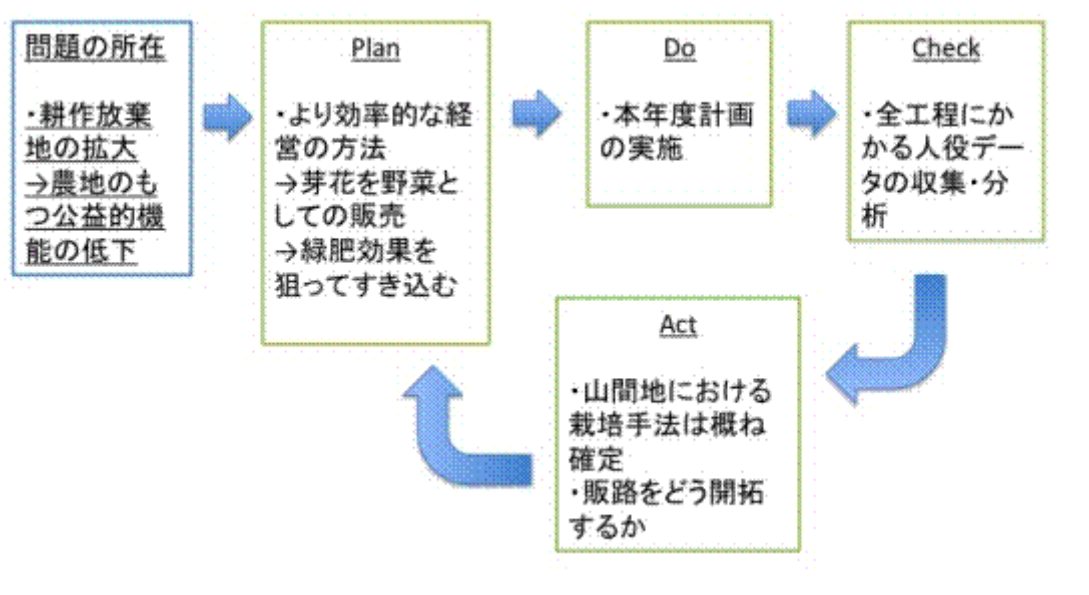 問題の所在
・耕作放棄
地の拡大
→農地のも
つ公益的機
能の低下
Plan
・より効率的な経
営の方法
→芽花を野菜と
しての販売
→緑肥効果を
狙ってすき込む
Do
・本年度計画
の実施
Check
・全工程にか
かる人役デー
タの収集・分
析
Act
・山間地における
栽培手法は概ね
確定
・販路をどう開拓
するか